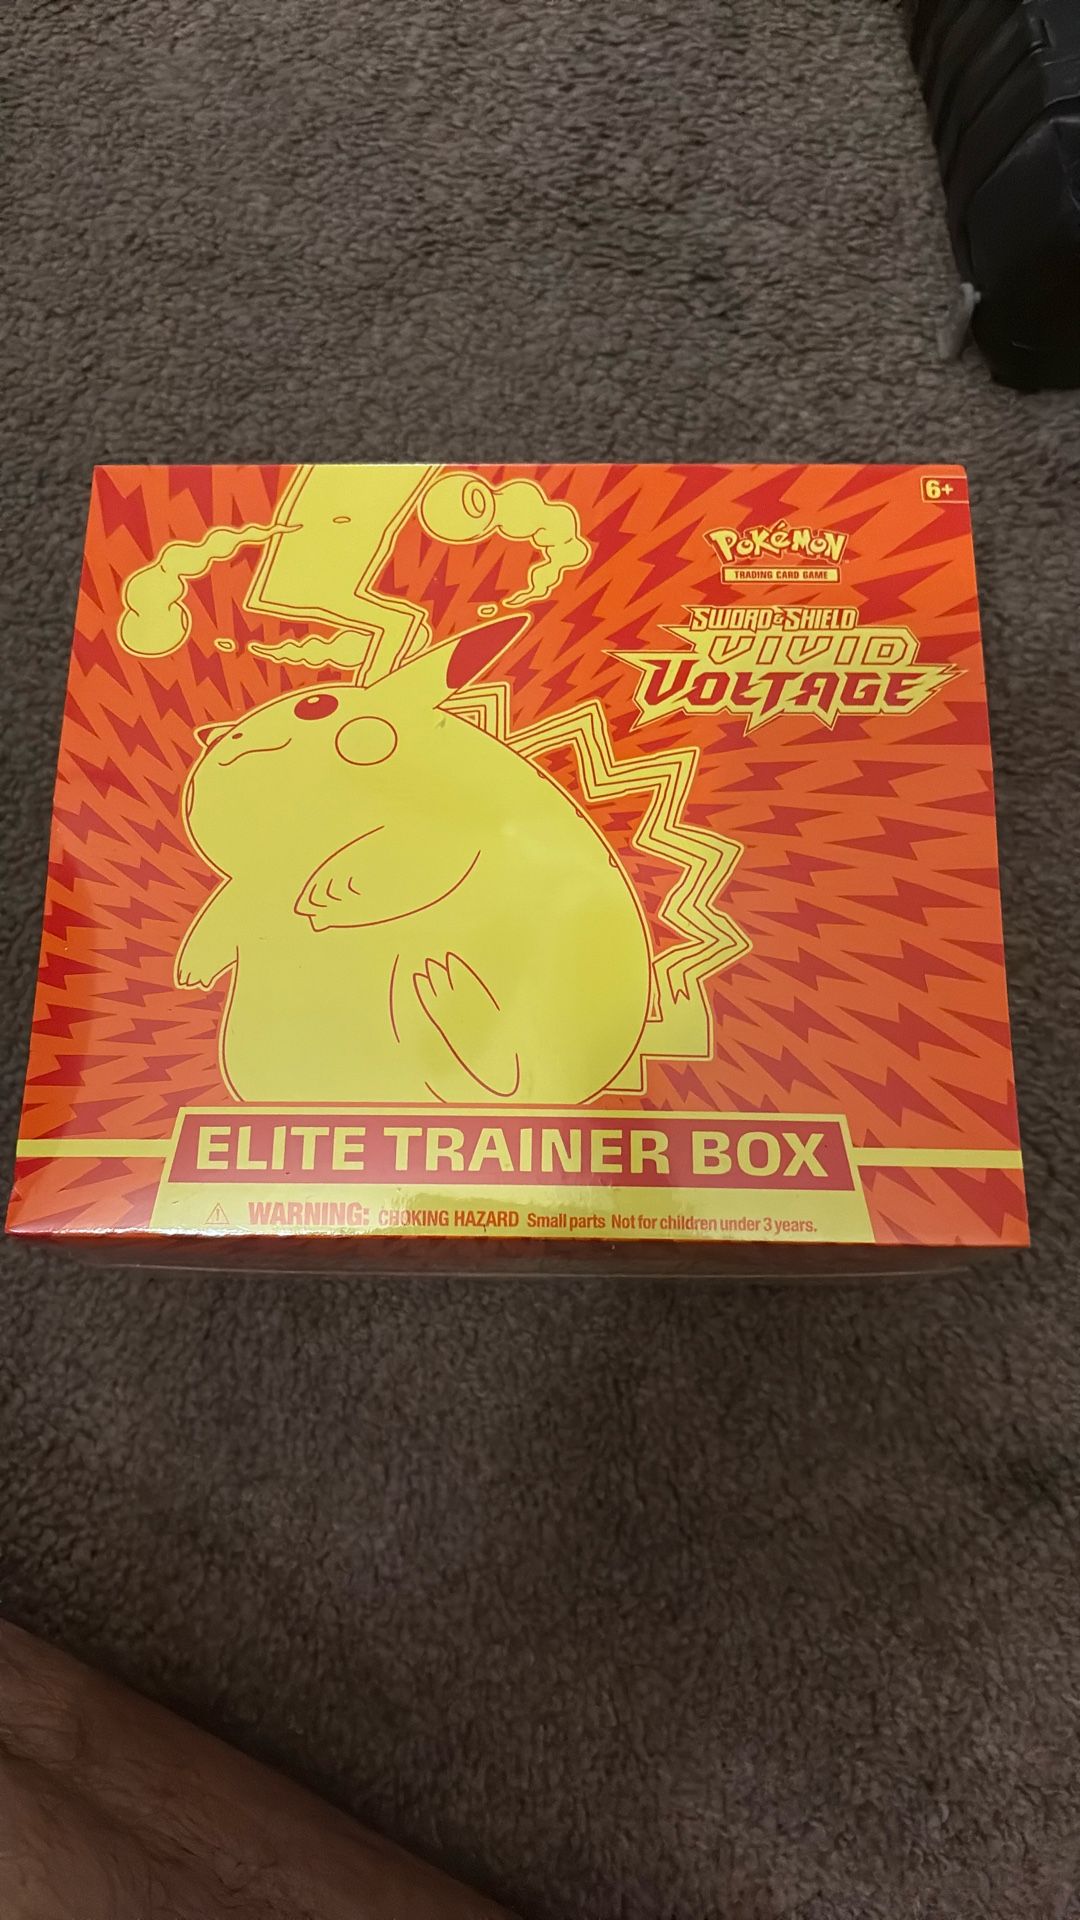 6+
POKéMON
TRADING CARD GAME
SWORD & SHIELD
VIVID
VOLTAGE
ELITE TRAINER BOX
WARNING: CHOKING HAZARD Small parts Not for children under 3 years.